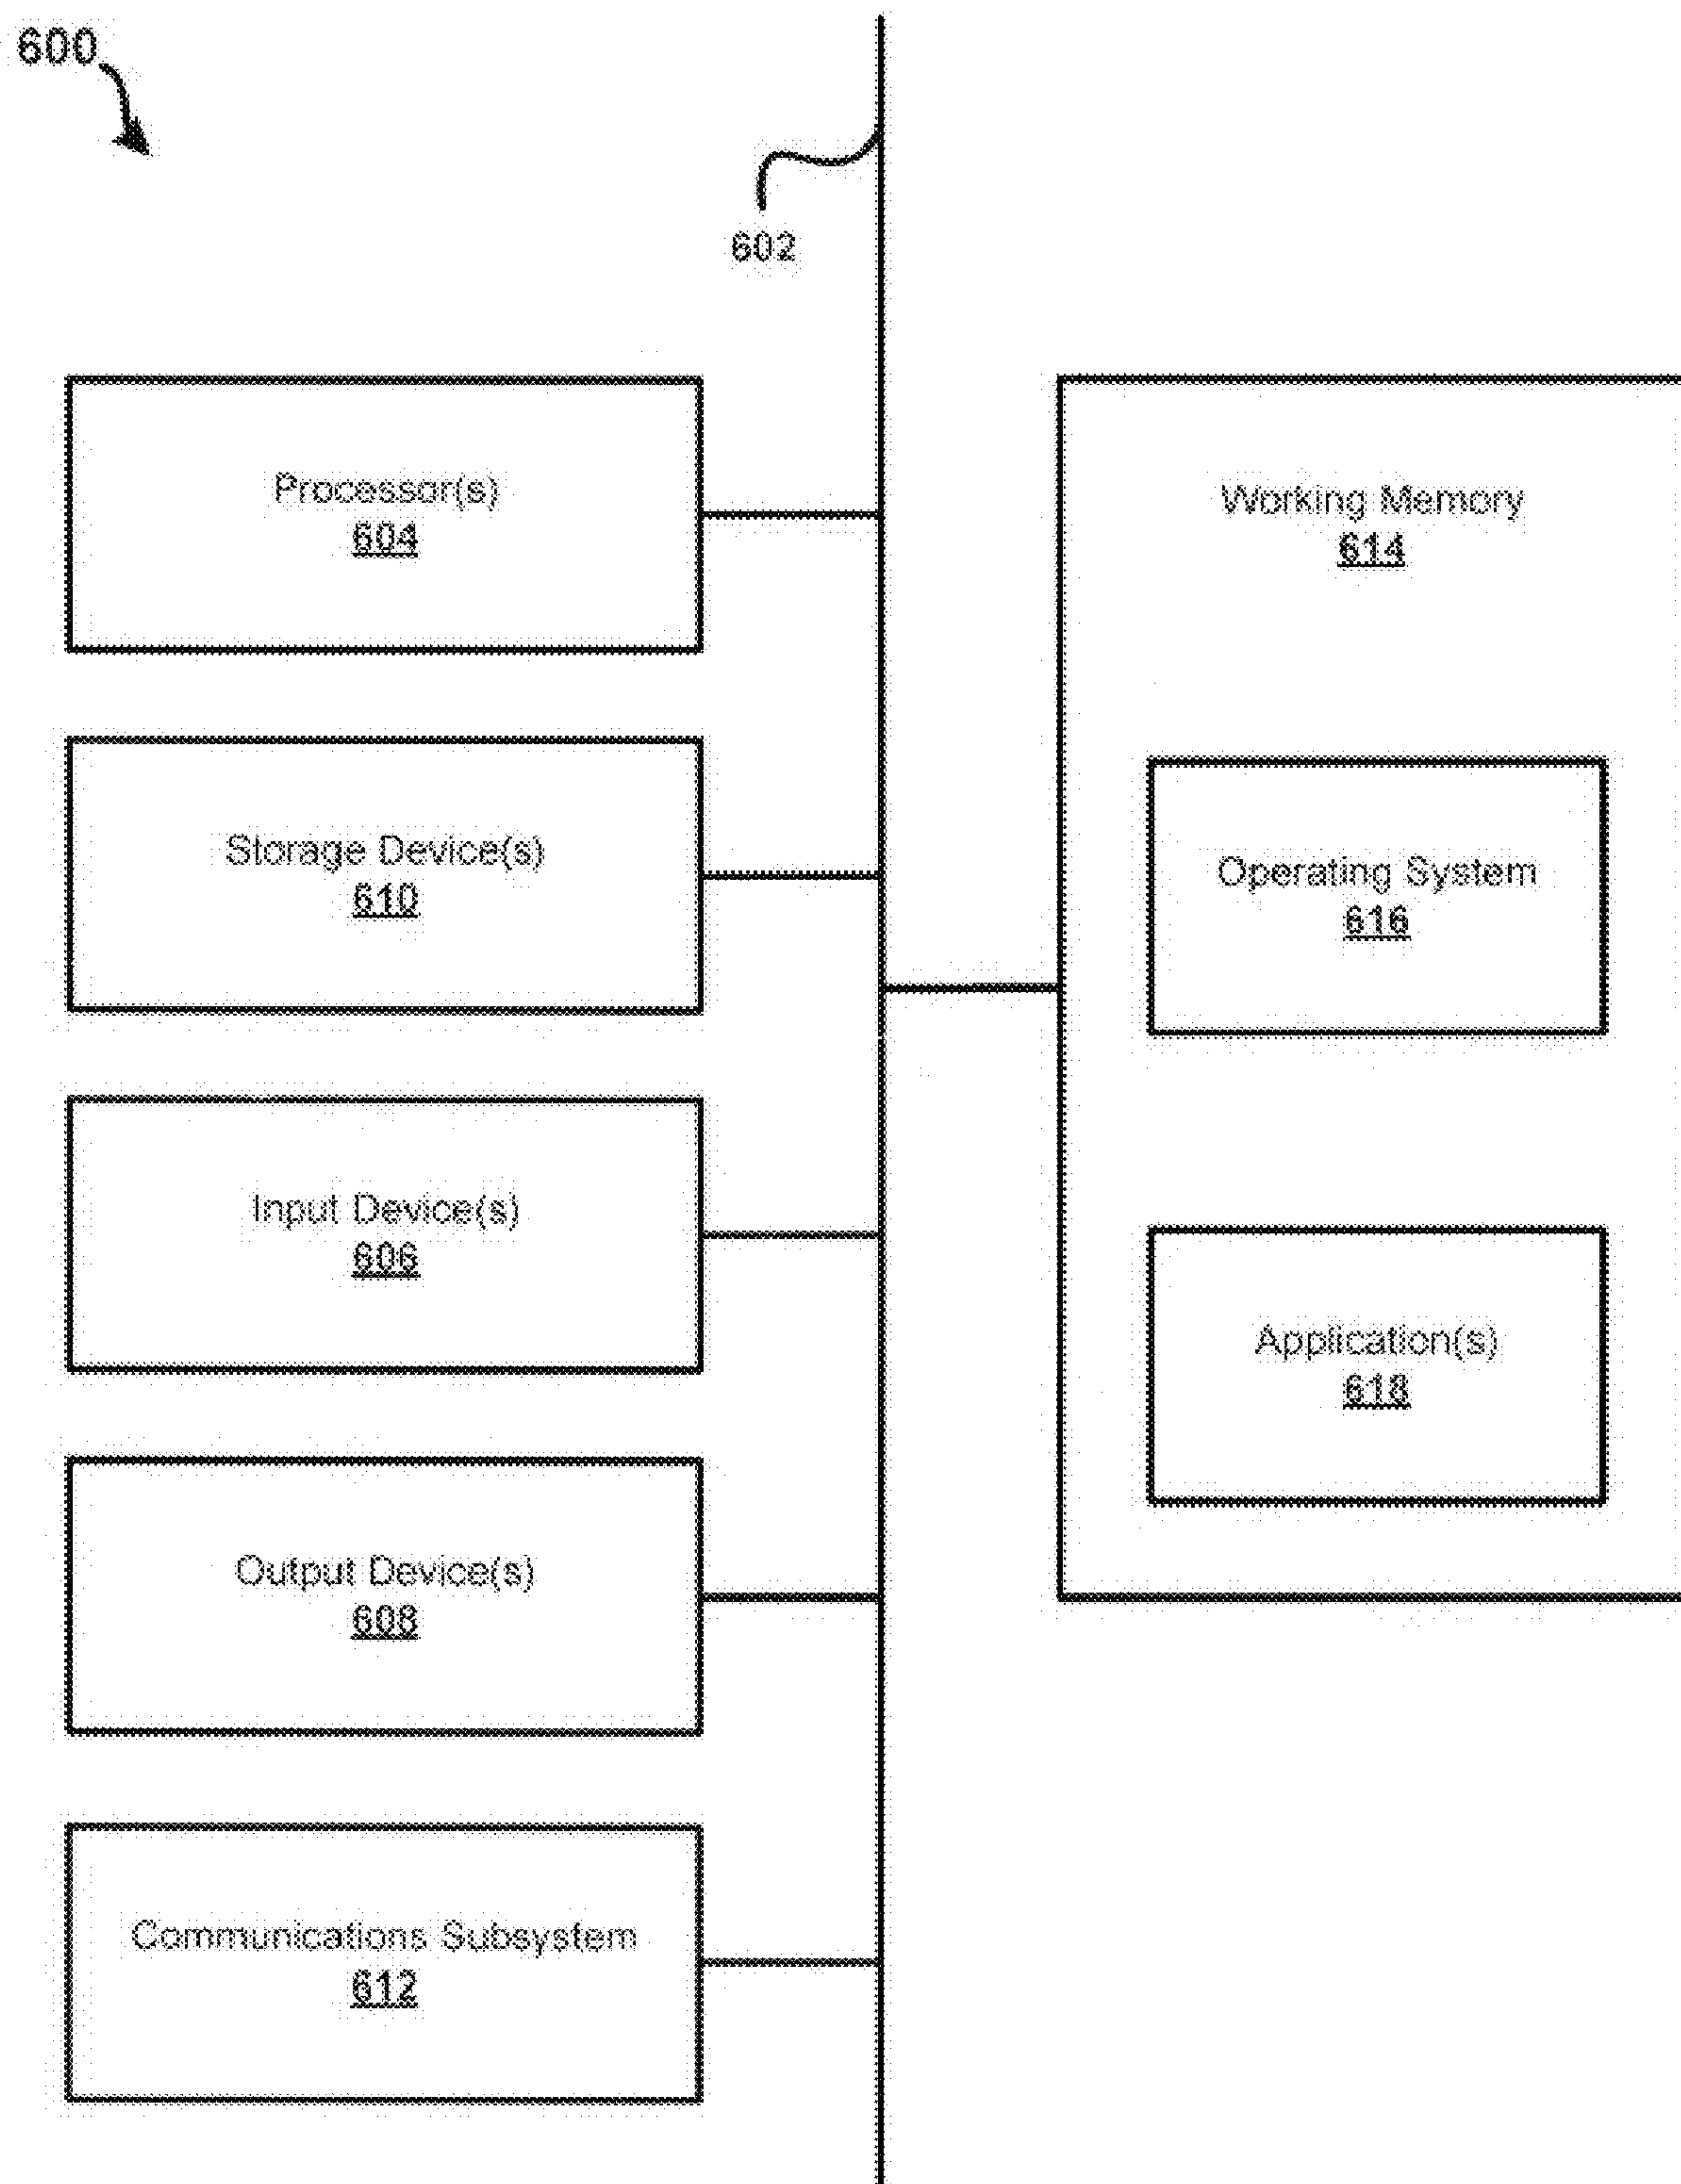 600
602
Processor(s)
604
Storage Device(s)
610
Input Device(s)
606
Output Device(s)
608
Communications Subsystem
612
Working Memory
614
Operating System
616
Application(s)
618